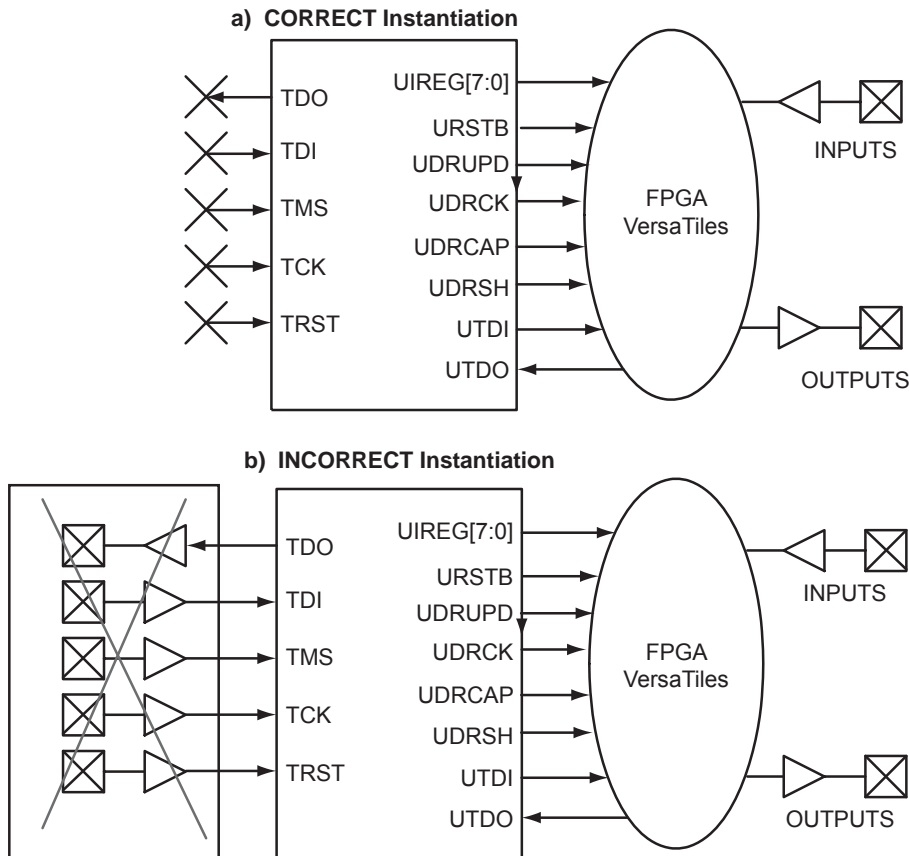 a) CORRECT Instantiation
TDO
TDI
TMS
TCK
TRST
UIREG[7:0]
URSTB
UDRUPD
UDRCK
UDRCAP
UDRSH
UTDI
UTDO
FPGA
VersaTiles
INPUTS
OUTPUTS
b) INCORRECT Instantiation
TDO
TDI
TMS
TCK
TRST
UIREG[7:0]
URSTB
UDRUPD
UDRCK
UDRCAP
UDRSH
UTDI
UTDO
FPGA
VersaTiles
INPUTS
OUTPUTS